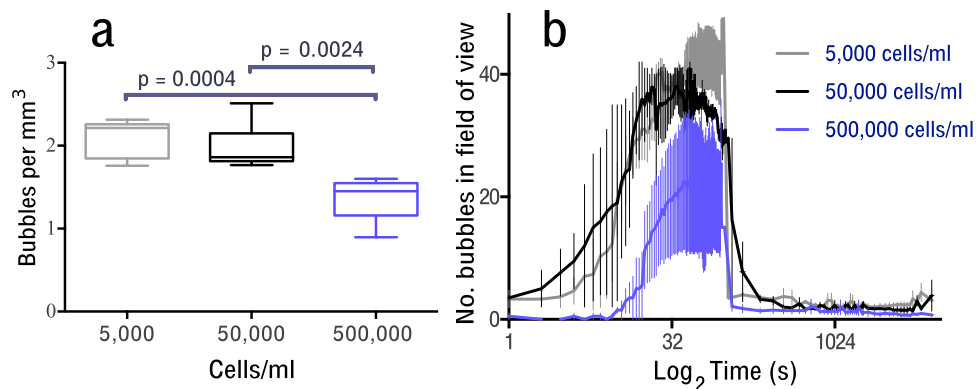 a
p = 0.0024
p = 0.0004
Bubbles per mm3
3
2
1
0
5,000
50,000
500,000
Cells/ml
b
No. bubbles in field of view
40
20
0
1
32
1024
Log2 Time (s)
5,000 cells/ml
50,000 cells/ml
500,000 cells/ml